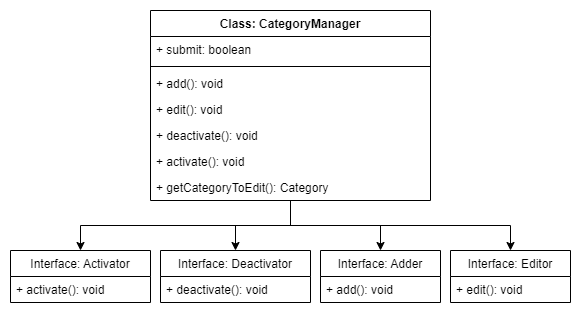 Class: CategoryManager
+ submit: boolean
+ add(): void
+ edit(): void
+ deactivate(): void
+ activate(): void
+ getCategoryToEdit(): Category
Interface: Activator
+ activate(): void
Interface: Deactivator
+ deactivate(): void
Interface: Adder
+ add(): void
Interface: Editor
+ edit(): void